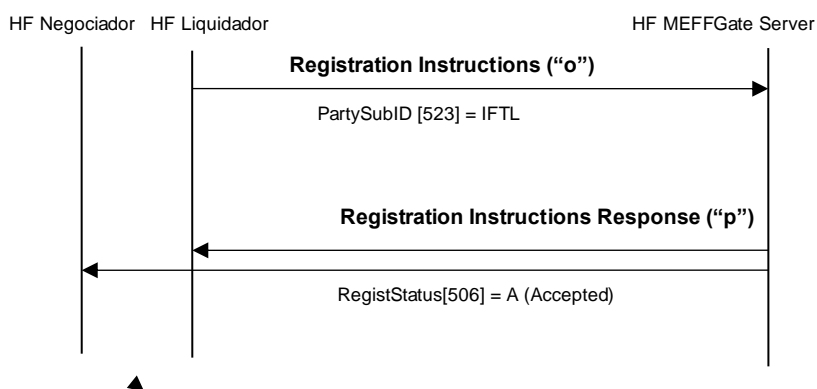 HF Negociador HF Liquidador HF MEFFGate Server
Registration Instructions (“o”)
PartySubID [523] = IFTL
Registration Instructions Response (“p”)
RegistStatus[506] = A (Accepted)